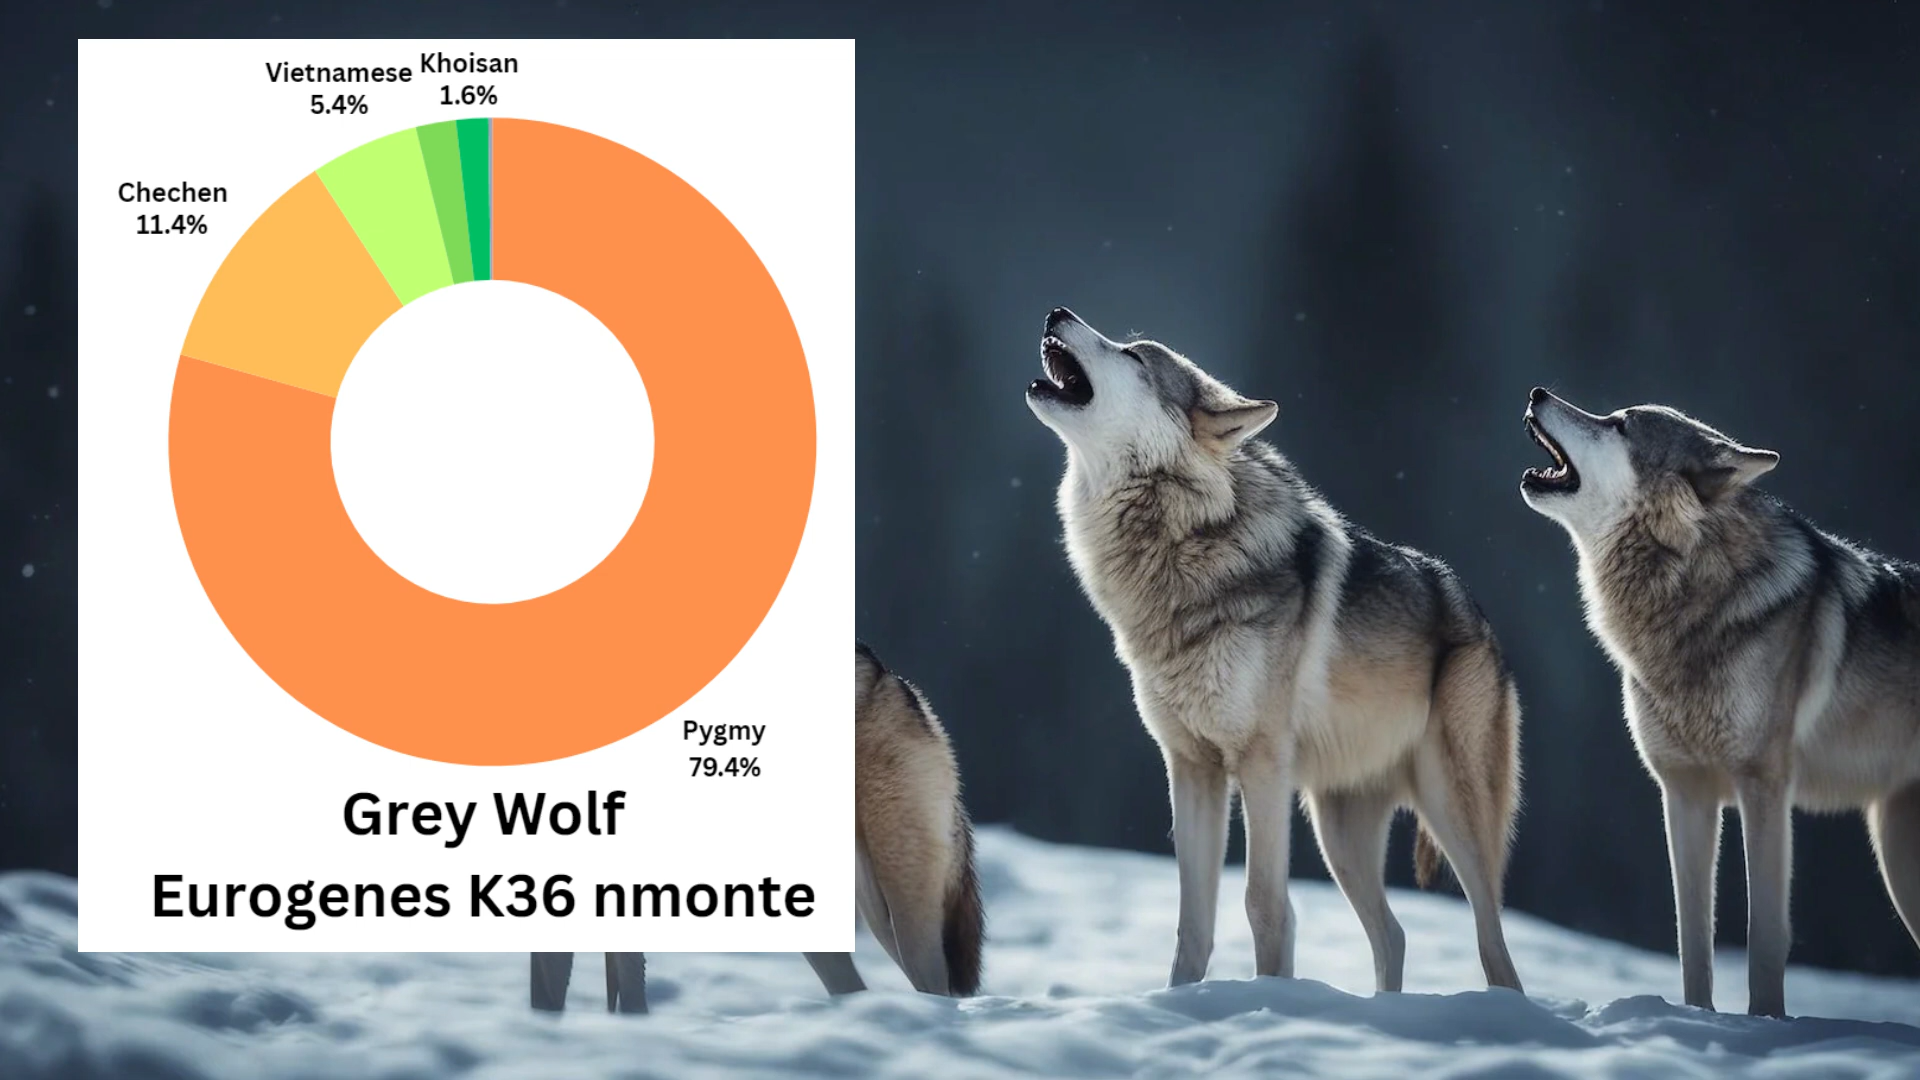 Vietnamese
5.4%
Khoisan
1.6%
Chechen
11.4%
Pygmy
79.4%
Grey Wolf
Eurogenes K36 nmonte